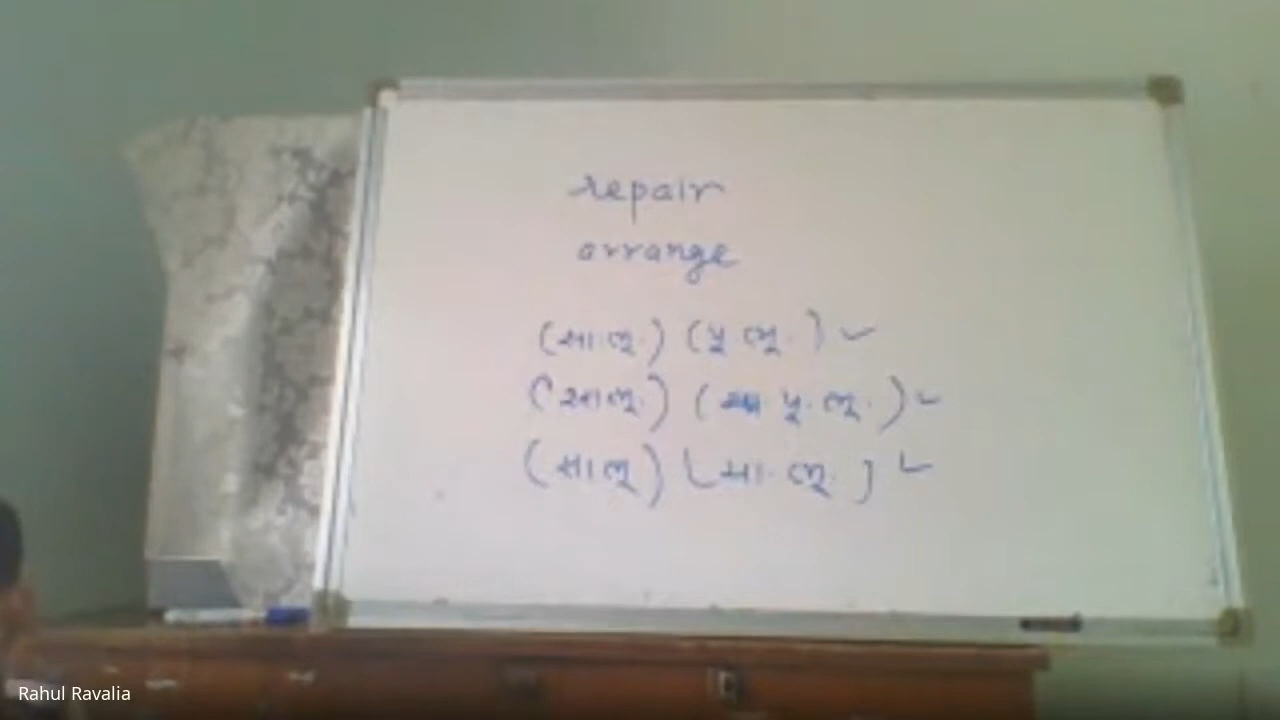 repair
arrange
(સા.ભૂ.) (પૂ ભૂ.) ✓
(સાભૂ.) ( પૂ. ભૂ.) ✓
(સાભૂ) [સા. ભૂ.] ✓
Rahul Ravalia